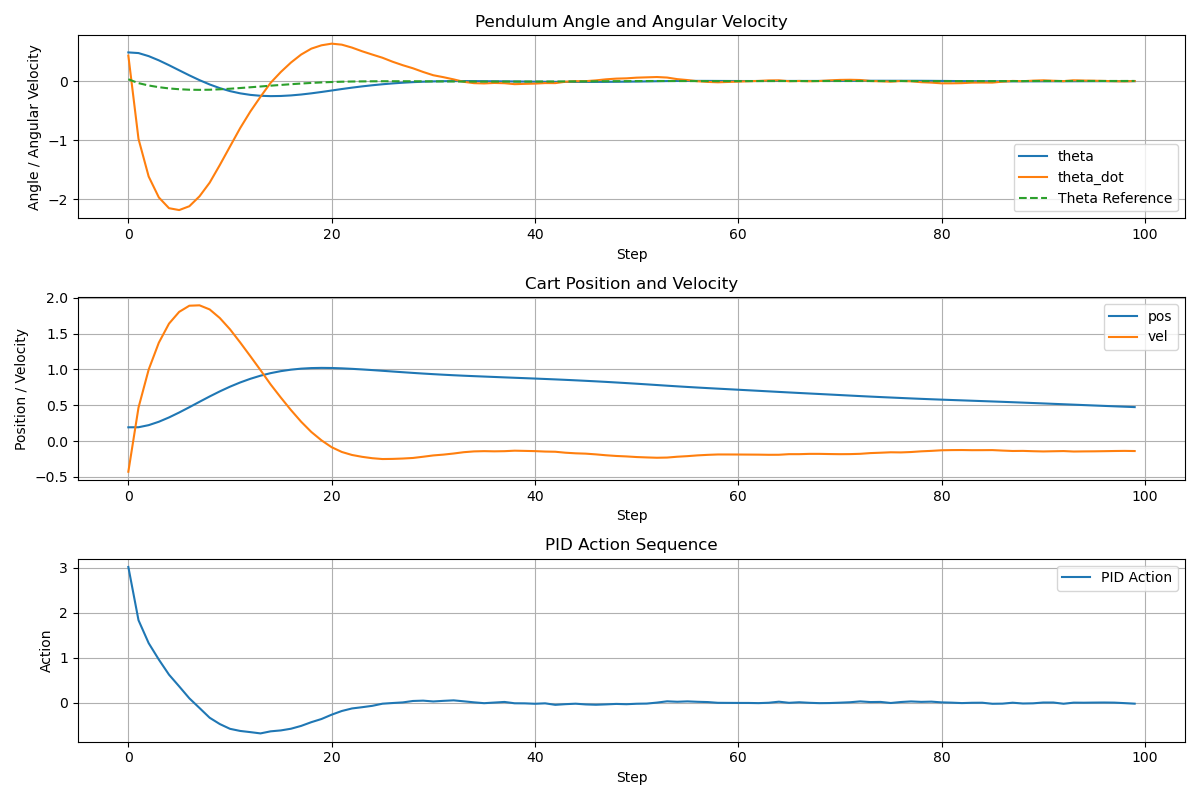 Pendulum Angle and Angular Velocity
Angle / Angular Velocity
0
−1
−2
theta
theta_dot
Theta Reference
0 20 40 60 80 100
Step
Cart Position and Velocity
Position / Velocity
2.0
1.5
1.0
0.5
0.0
−0.5
pos
vel
0 20 40 60 80 100
Step
PID Action Sequence
Action
3
2
1
0
PID Action
0 20 40 60 80 100
Step